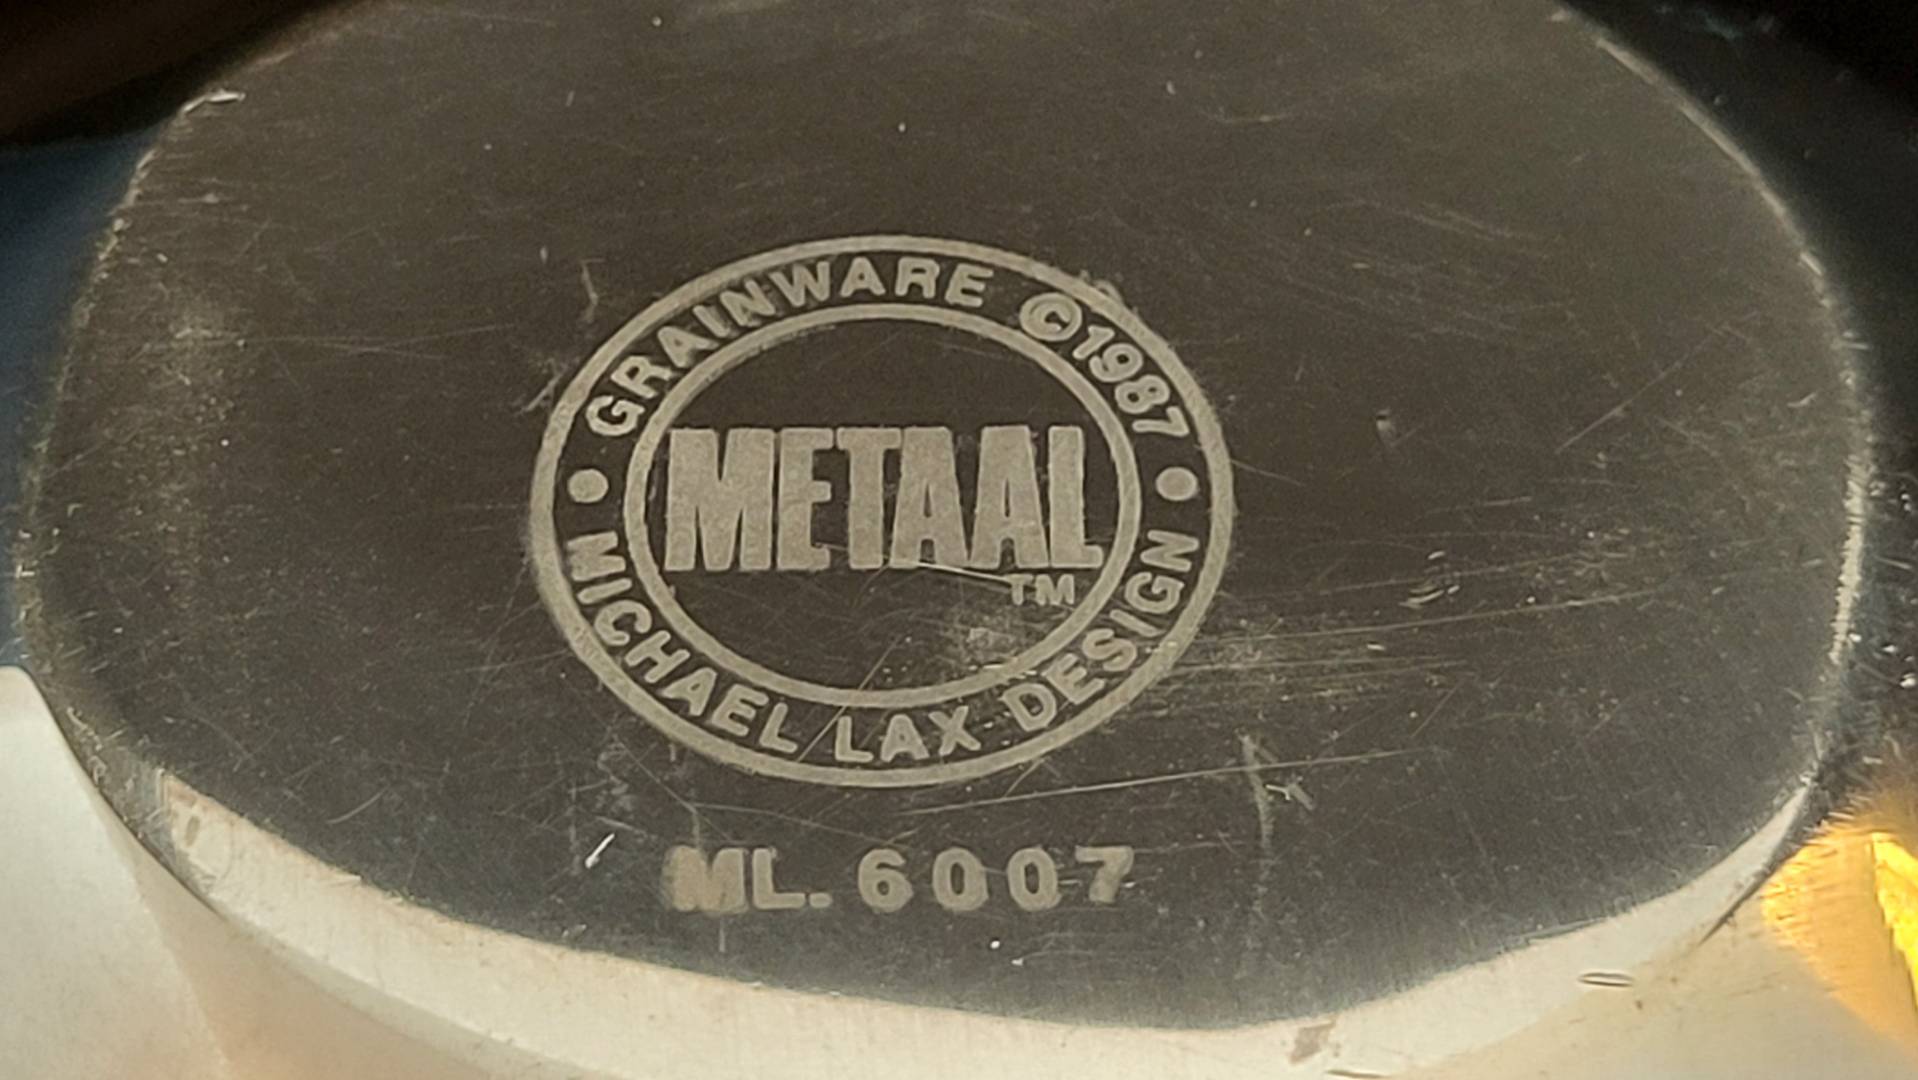 GRAINWARE ©1987
METAAL
TM
• MICHAEL LAX DESIGN •
ML. 6007